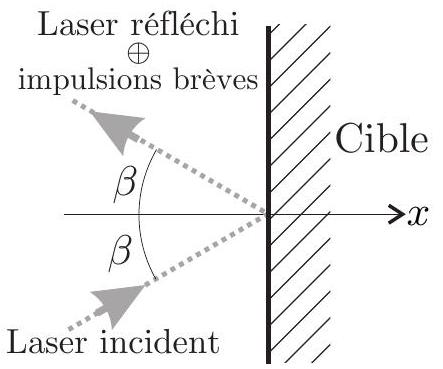 Laser réfléchi
⊕
impulsions brèves
Cible
β
x
β
Laser incident